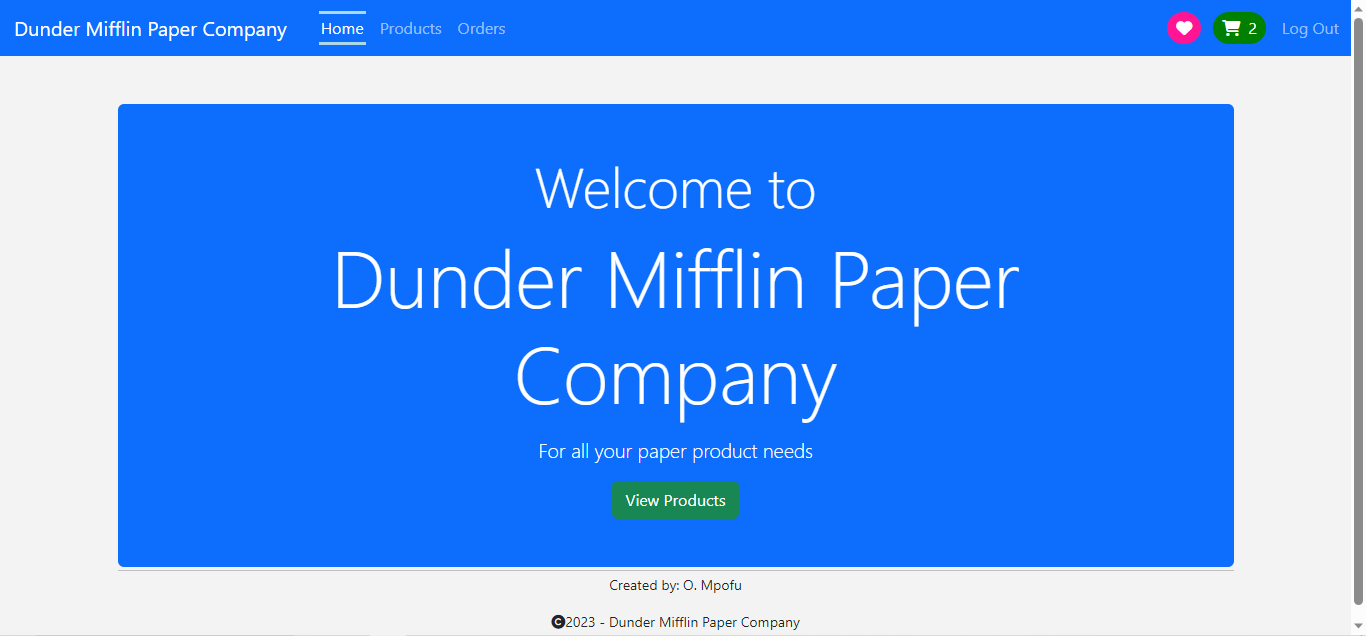 Dunder Mifflin Paper Company Home Products Orders 2 Log Out
Welcome to
Dunder Mifflin Paper
Company
For all your paper product needs
View Products
Created by: O. Mpofu
©2023 - Dunder Mifflin Paper Company